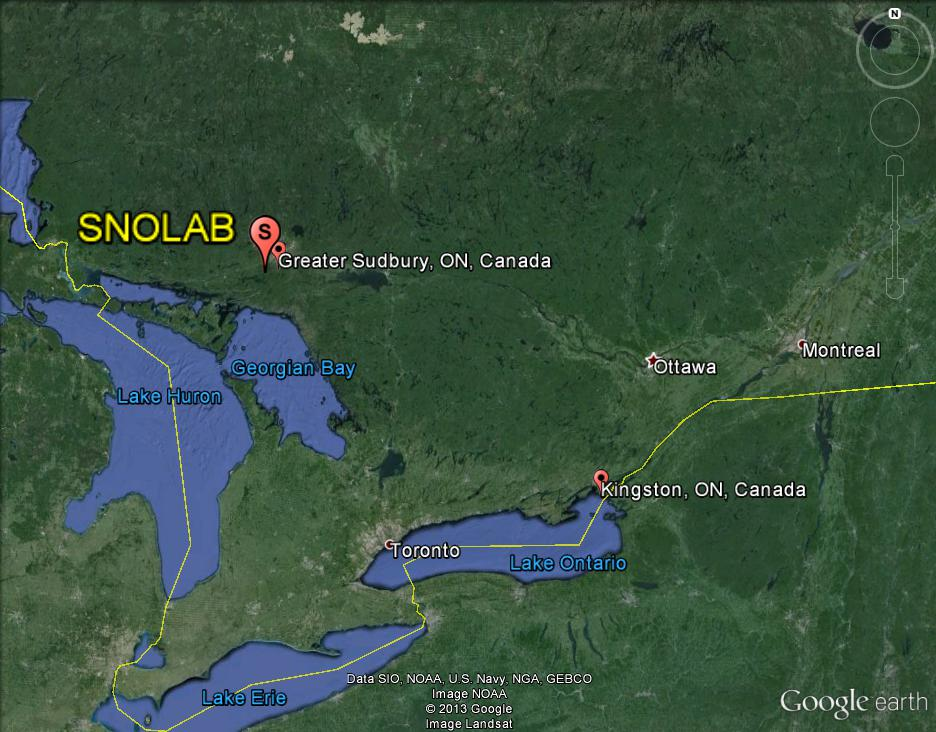 N
SNOLAB
S
Greater Sudbury, ON, Canada
Georgian Bay
Lake Huron
Ottawa
Montreal
Kingston, ON, Canada
Toronto
Lake Ontario
Lake Erie
Data SIO, NOAA, U.S. Navy, NGA, GEBCO
Image NOAA
© 2013 Google
Image Landsat
Google earth